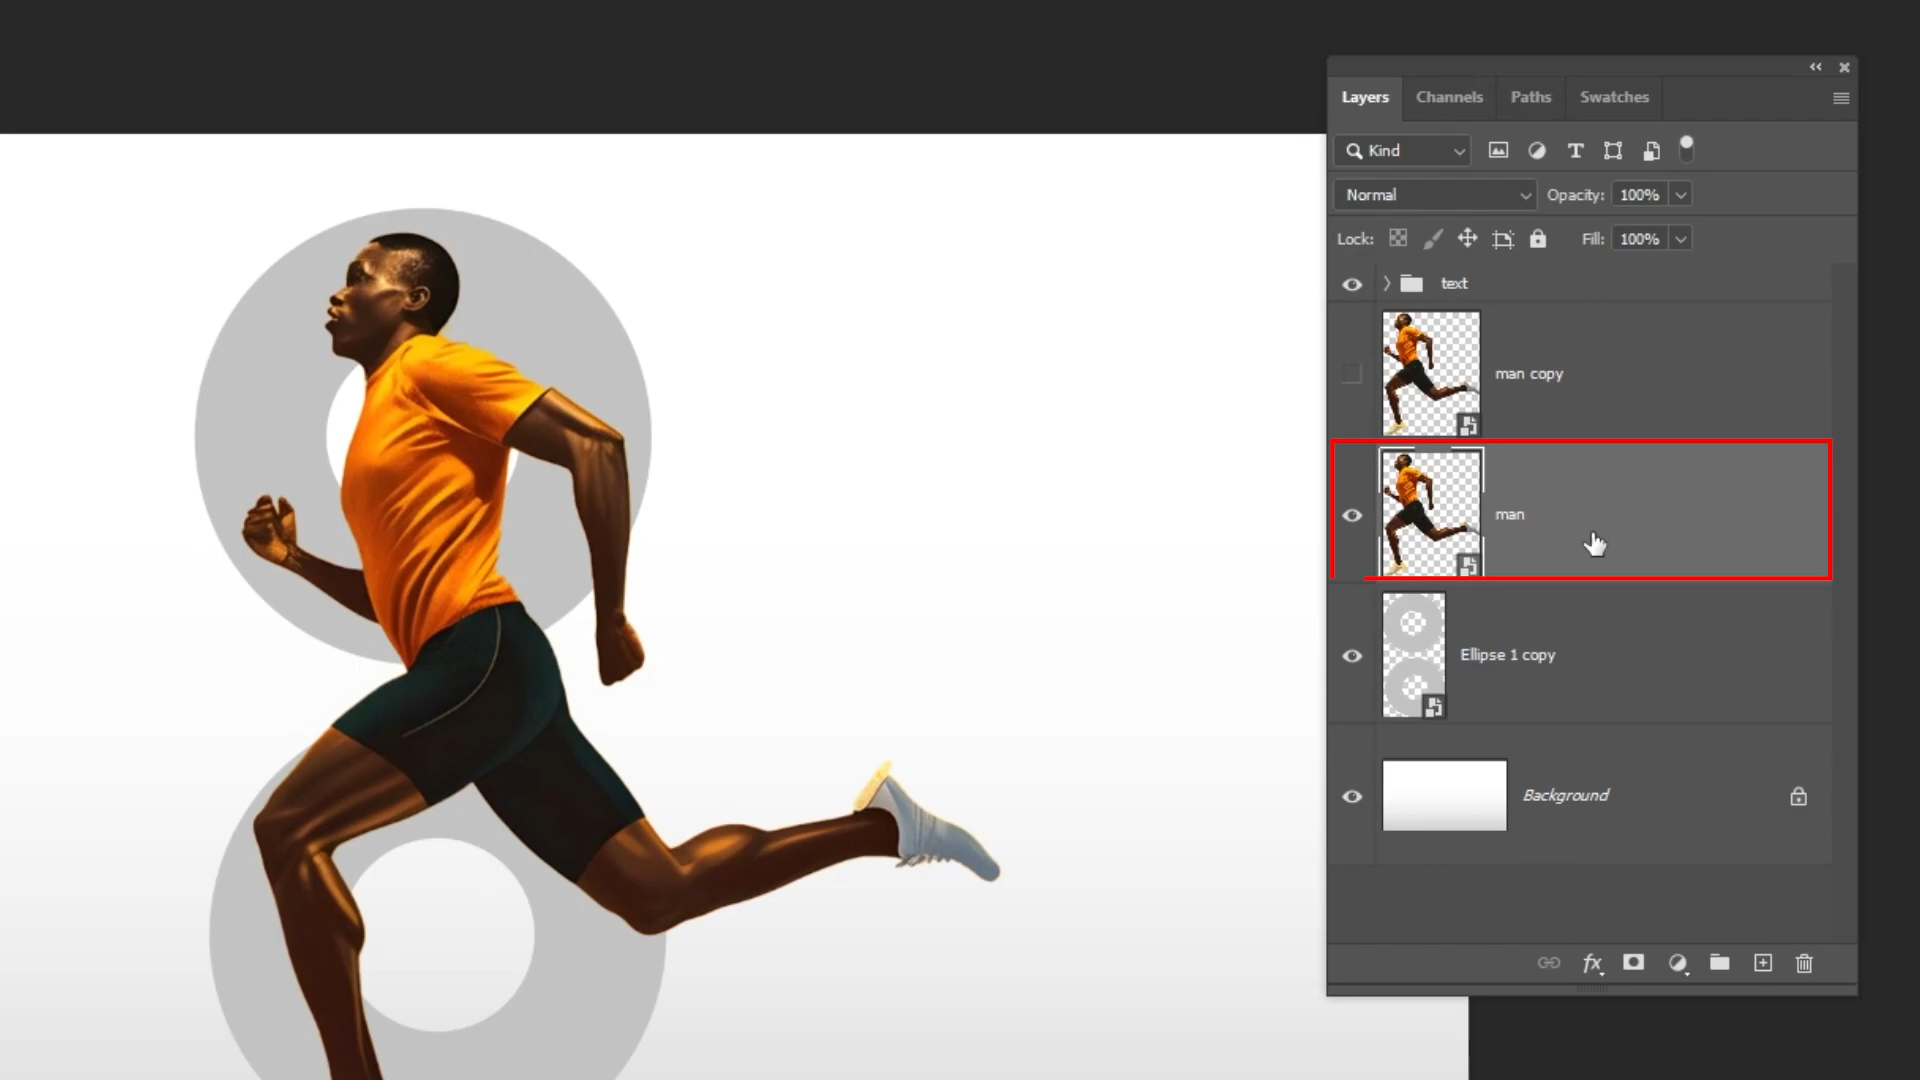 Layers Channels Paths Swatches
Kind
Normal Opacity: 100%
Lock: Fill: 100%
text
man copy
man
Ellipse 1 copy
Background
fx